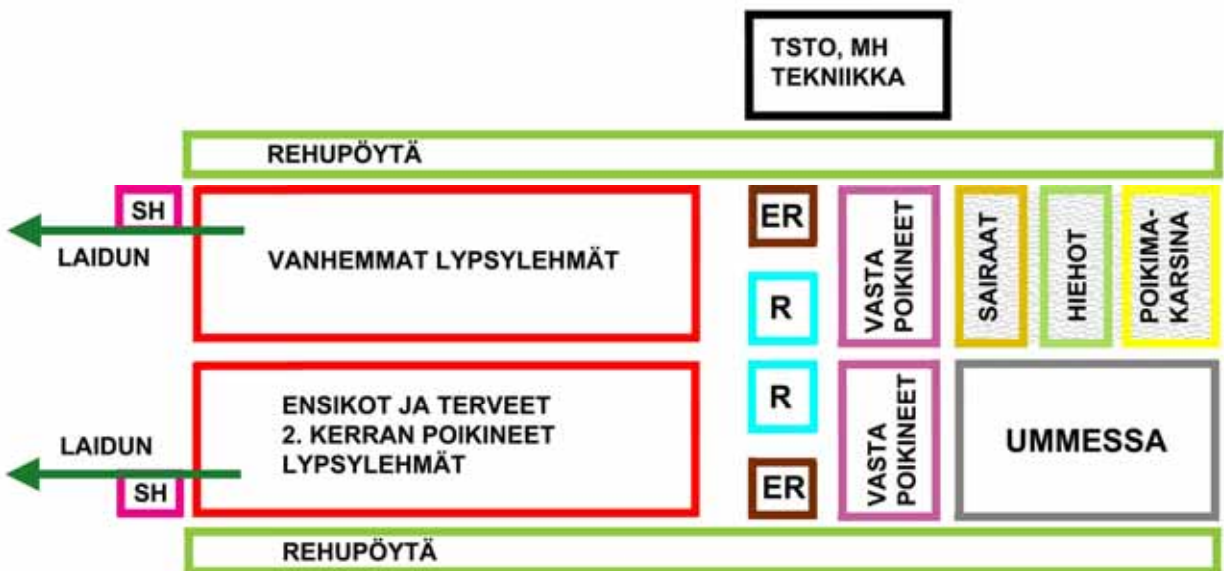 TSTO, MH
TEKNIIKKA
REHUPÖYTÄ
SH
LAIDUN
VANHEMMAT LYPSYLEHMÄT
ER
R
VASTA
POIKINEET
SAIRAAT
HIEHOT
POIKIMA-
KARSINA
LAIDUN
SH
ENSIKOT JA TERVEET
2. KERRAN POIKINEET
LYPSYLEHMÄT
R
ER
VASTA
POIKINEET
UMMESSA
REHUPÖYTÄ